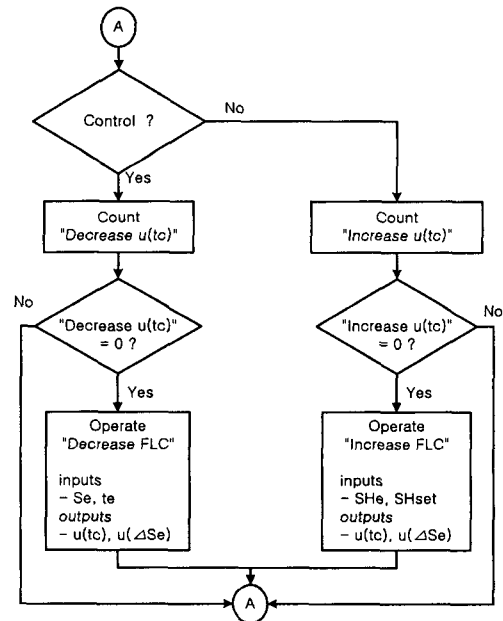 A
Control ?
No
Yes
Count
"Decrease u(tc)"
Count
"Increase u(tc)"
No
"Decrease u(tc)"
= 0 ?
"Increase u(tc)"
= 0 ?
No
Yes
Yes
Operate
"Decrease FLC"
inputs
- Se, te
outputs
- u(tc), u(⊿Se)
Operate
"Increase FLC"
inputs
- SHe, SHset
outputs
- u(tc), u(⊿Se)
A